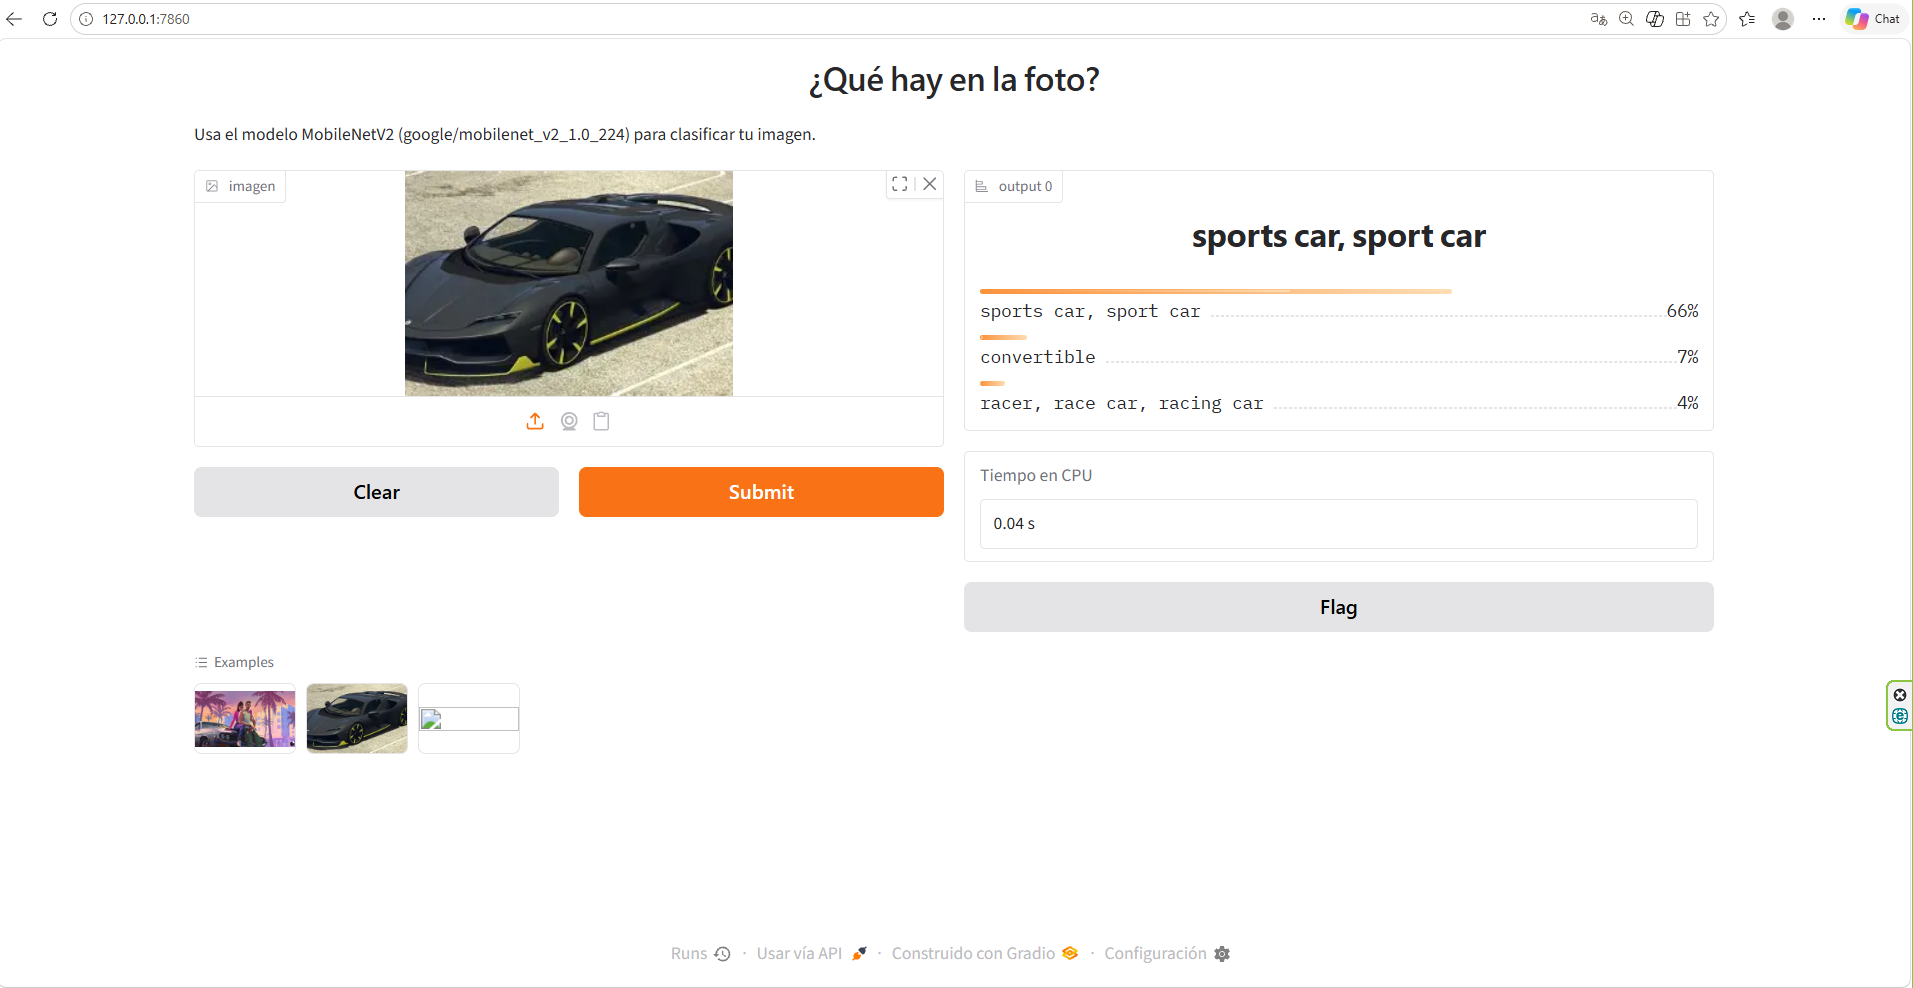 127.0.0.1:7860
Chat
¿Qué hay en la foto?
Usa el modelo MobileNetV2 (google/mobilenet_v2_1.0_224) para clasificar tu imagen.
imagen
Clear
Submit
output 0
sports car, sport car
sports car, sport car 66%
convertible 7%
racer, race car, racing car 4%
Tiempo en CPU
0.04 s
Flag
Examples
Runs · Usar vía API · Construido con Gradio · Configuración